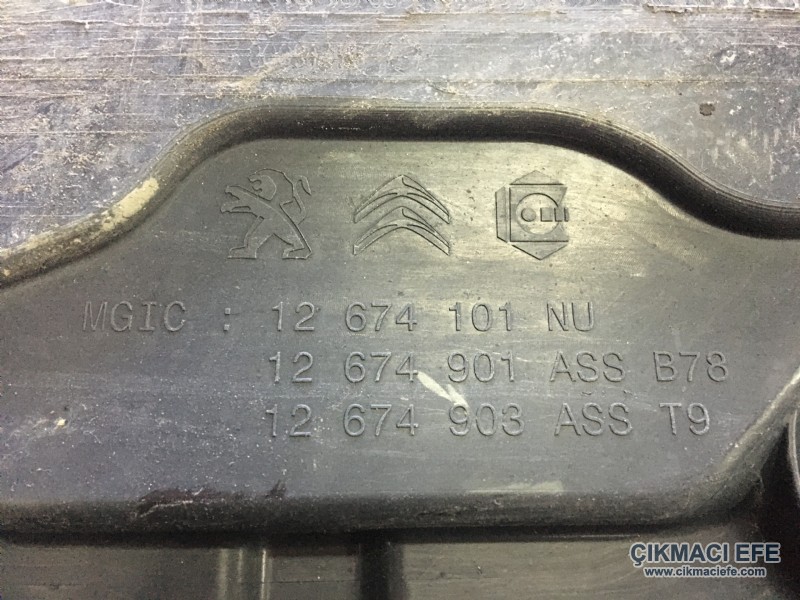 MGIC : 12 674 101 NU
12 674 901 ASS B78
12 674 903 ASS T9
ÇIKMACI EFE
www.cikmaciefe.com